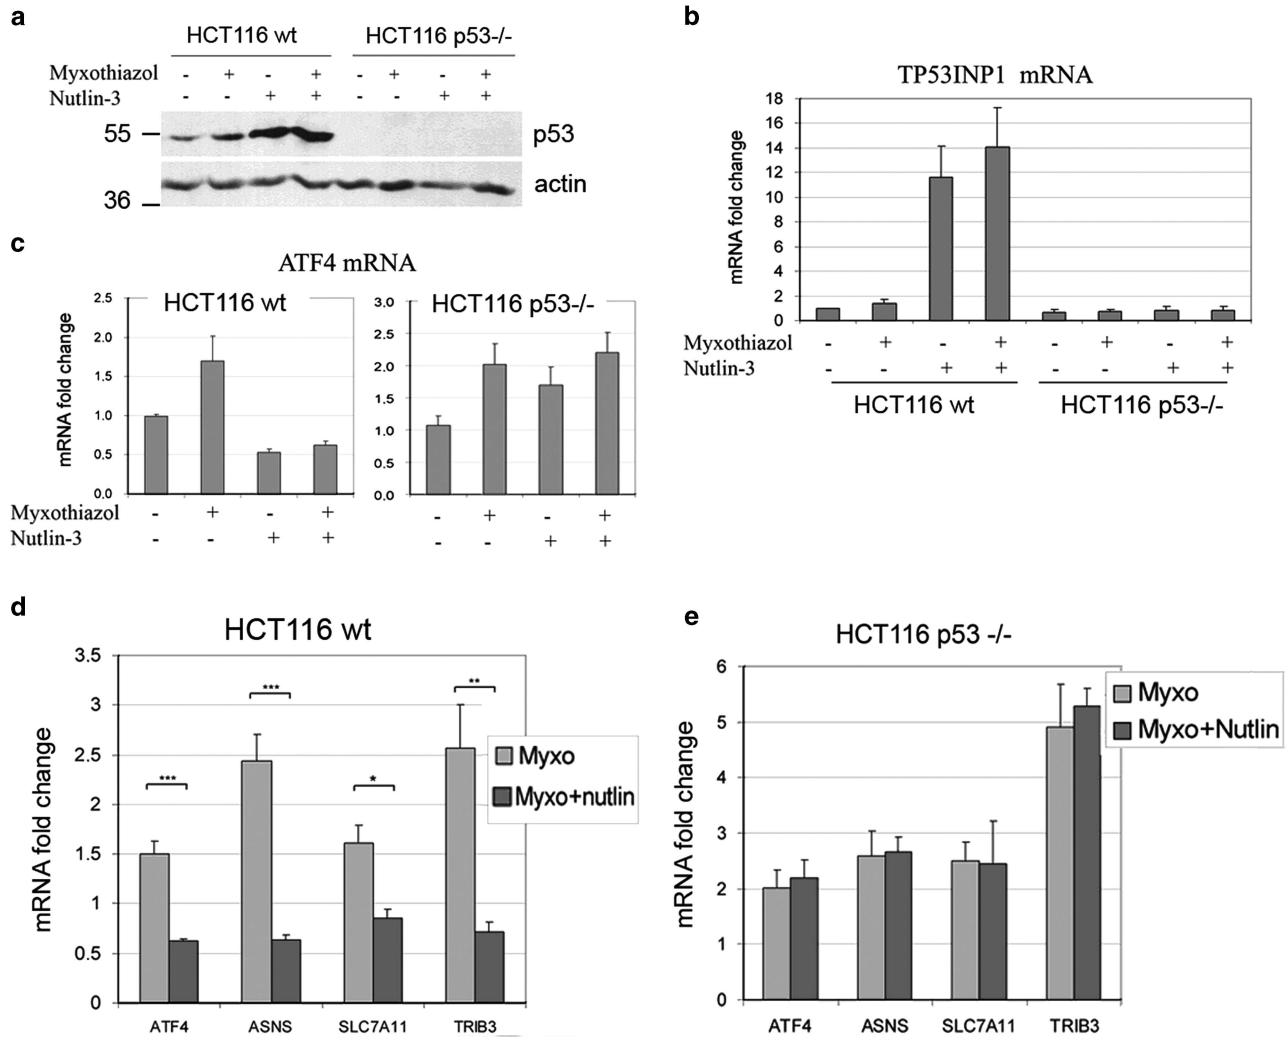 a
HCT116 wt HCT116 p53-/-
Myxothiazol - + - + - + - +
Nutlin-3 - - + + - - + +
55 p53
actin
36
b
TP53INP1 mRNA
mRNA fold change
18
16
14
12
10
8
6
4
2
0
Myxothiazol - + - + - + - +
Nutlin-3 - - + + - - + +
HCT116 wt HCT116 p53-/-
c
ATF4 mRNA
HCT116 wt
mRNA fold change
2.5
2.0
1.5
1.0
0.5
0.0
HCT116 p53-/-
3.0
2.5
2.0
1.5
1.0
0.5
0.0
Myxothiazol - + - + - + - +
Nutlin-3 - - + + - - + +
d
HCT116 wt
mRNA fold change
3.5
3
2.5
2
1.5
1
0.5
0
*** *** * **
Myxo
Myxo+nutlin
ATF4 ASNS SLC7A11 TRIB3
e
HCT116 p53 -/-
mRNA fold change
6
5
4
3
2
1
0
Myxo
Myxo+Nutlin
ATF4 ASNS SLC7A11 TRIB3